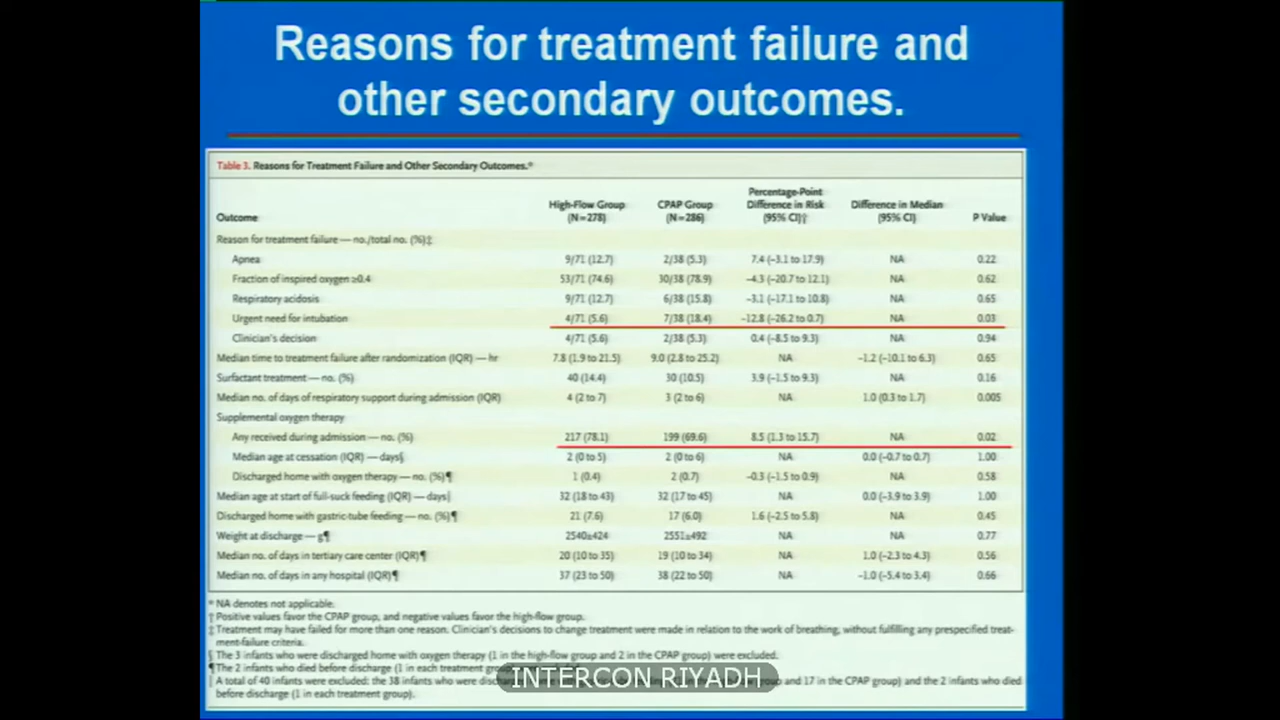 Reasons for treatment failure and
other secondary outcomes.
Table 3. Reasons for Treatment Failure and Other Secondary Outcomes.*
Outcome High-Flow Group (N=278) CPAP Group (N=286) Percentage-Point Difference in Risk (95% CI)† Difference in Median (95% CI) P Value
Reason for treatment failure — no./total no. (%)‡
Apnea 9/71 (12.7) 2/38 (5.3) 7.4 (−3.1 to 17.9) NA 0.22
Fraction of inspired oxygen ≥0.4 53/71 (74.6) 30/38 (78.9) −4.3 (−20.7 to 12.1) NA 0.62
Respiratory acidosis 9/71 (12.7) 6/38 (15.8) −3.1 (−17.1 to 10.8) NA 0.65
Urgent need for intubation 4/71 (5.6) 7/38 (18.4) −12.8 (−26.2 to 0.7) NA 0.03
Clinician's decision 4/71 (5.6) 2/38 (5.3) 0.4 (−8.5 to 9.3) NA 0.94
Median time to treatment failure after randomization (IQR) — hr 7.8 (1.9 to 21.5) 9.0 (2.8 to 25.2) NA −1.2 (−10.1 to 6.3) 0.65
Surfactant treatment — no. (%) 40 (14.4) 30 (10.5) 3.9 (−1.5 to 9.3) NA 0.16
Median no. of days of respiratory support during admission (IQR) 4 (2 to 7) 3 (2 to 6) NA 1.0 (0.3 to 1.7) 0.005
Supplemental oxygen therapy
Any received during admission — no. (%) 217 (78.1) 199 (69.6) 8.5 (1.3 to 15.7) NA 0.02
Median age at cessation (IQR) — days§ 2 (0 to 5) 2 (0 to 6) NA 0.0 (−0.7 to 0.7) 1.00
Discharged home with oxygen therapy — no. (%)¶ 1 (0.4) 2 (0.7) −0.3 (−1.5 to 0.9) NA 0.58
Median age at start of full-suck feeding (IQR) — days‖ 32 (18 to 43) 32 (17 to 45) NA 0.0 (−3.9 to 3.9) 1.00
Discharged home with gastric-tube feeding — no. (%)¶ 21 (7.6) 17 (6.0) 1.6 (−2.5 to 5.8) NA 0.45
Weight at discharge — g¶ 2540±424 2551±492 NA NA 0.77
Median no. of days in tertiary care center (IQR)¶ 20 (10 to 35) 19 (10 to 34) NA 1.0 (−2.3 to 4.3) 0.56
Median no. of days in any hospital (IQR)¶ 37 (23 to 50) 38 (22 to 50) NA −1.0 (−5.4 to 3.4) 0.66
* NA denotes not applicable.
† Positive values favor the CPAP group, and negative values favor the high-flow group.
‡ Treatment may have failed for more than one reason. Clinician's decisions to change treatment were made in relation to the work of breathing, without fulfilling any prespecified treat-
ment-failure criteria.
§ The 3 infants who were discharged home with oxygen therapy (1 in the high-flow group and 2 in the CPAP group) were excluded.
¶ The 2 infants who died before discharge (1 in each treatment
INTERCON RIYADH
‖ A total of 40 infants were excluded: the 38 infants who were and 17 in the CPAP group) and the 2 infants who died
before discharge (1 in each treatment group).